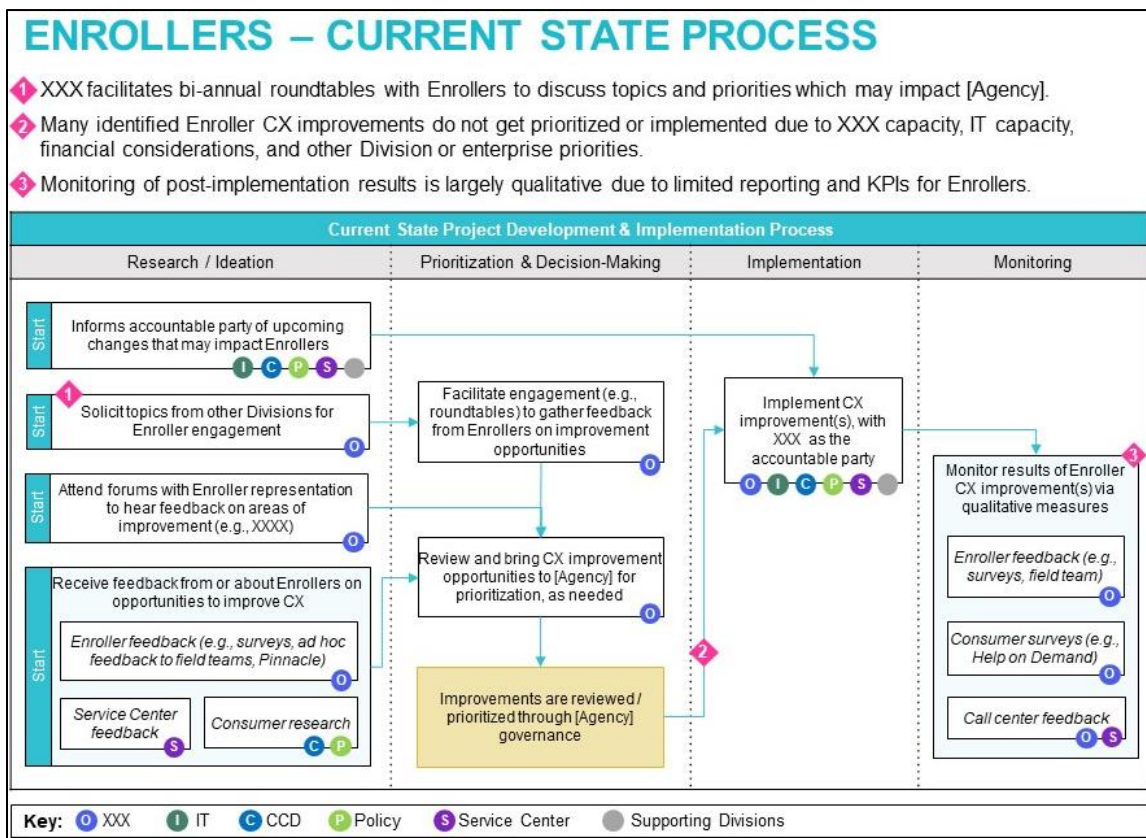 ENROLLERS – CURRENT STATE PROCESS
1 XXX facilitates bi-annual roundtables with Enrollers to discuss topics and priorities which may impact [Agency].
2 Many identified Enroller CX improvements do not get prioritized or implemented due to XXX capacity, IT capacity,
financial considerations, and other Division or enterprise priorities.
3 Monitoring of post-implementation results is largely qualitative due to limited reporting and KPIs for Enrollers.
Current State Project Development & Implementation Process
Research / Ideation
Prioritization & Decision-Making
Implementation
Monitoring
Start
Informs accountable party of upcoming
changes that may impact Enrollers
I C P S
1
Start
Solicit topics from other Divisions for
Enroller engagement
O
Start
Attend forums with Enroller representation
to hear feedback on areas of
improvement (e.g., XXXX)
O
Start
Receive feedback from or about Enrollers on
opportunities to improve CX
Enroller feedback (e.g., surveys, ad hoc
feedback to field teams, Pinnacle)
O
Service Center
feedback
S
Consumer research
C P
Facilitate engagement (e.g.,
roundtables) to gather feedback
from Enrollers on improvement
opportunities
O
Review and bring CX improvement
opportunities to [Agency] for
prioritization, as needed
O
Improvements are reviewed /
prioritized through [Agency]
governance
2
Implement CX
improvement(s), with
XXX as the
accountable party
O I C P S
3
Monitor results of Enroller
CX improvement(s) via
qualitative measures
Enroller feedback (e.g.,
surveys, field team)
O
Consumer surveys (e.g.,
Help on Demand)
O
Call center feedback
O S
Key: O XXX I IT C CCD P Policy S Service Center Supporting Divisions